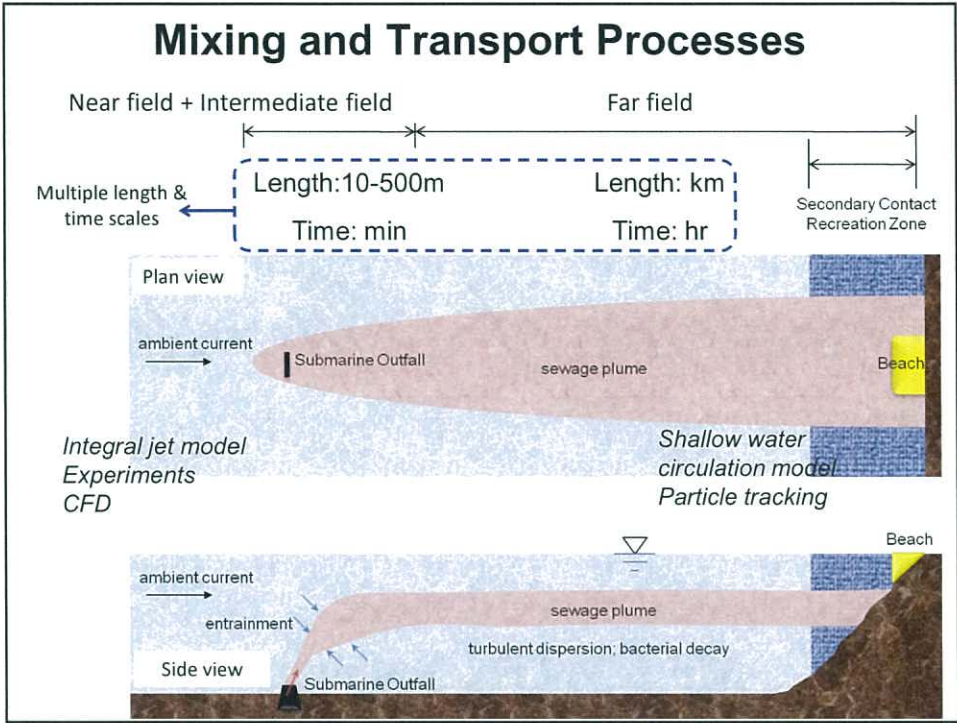 Mixing and Transport Processes
Near field + Intermediate field
Far field
Multiple length &
time scales
Length:10-500m
Time: min
Length: km
Time: hr
Secondary Contact
Recreation Zone
Plan view
ambient current
Submarine Outfall
sewage plume
Beach
Integral jet model
Experiments
CFD
Shallow water
circulation model
Particle tracking
Beach
ambient current
entrainment
sewage plume
turbulent dispersion; bacterial decay
Side view
Submarine Outfall